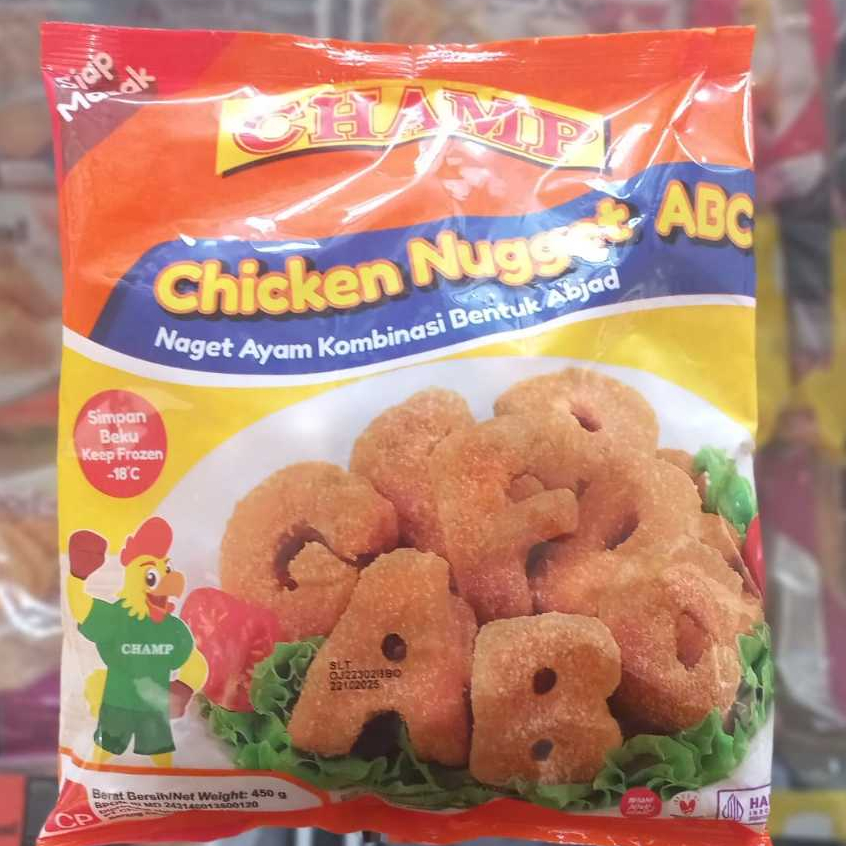 Siap
Masak
CHAMP
Chicken Nugget ABC
Naget Ayam Kombinasi Bentuk Abjad
Simpan
Beku
Keep Frozen
-18°C
CHAMP
SLT
22102025
Berat Bersih/Net Weight: 450 g
CP
HA